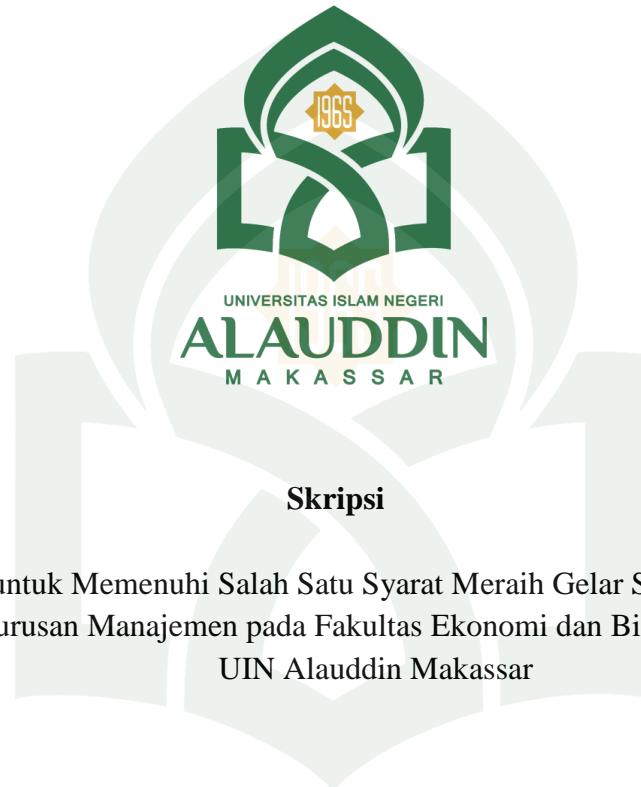 1965
UNIVERSITAS ISLAM NEGERI
ALAUDDIN
MAKASSAR
Skripsi
untuk Memenuhi Salah Satu Syarat Meraih Gelar S
urusan Manajemen pada Fakultas Ekonomi dan Bi
UIN Alauddin Makassar